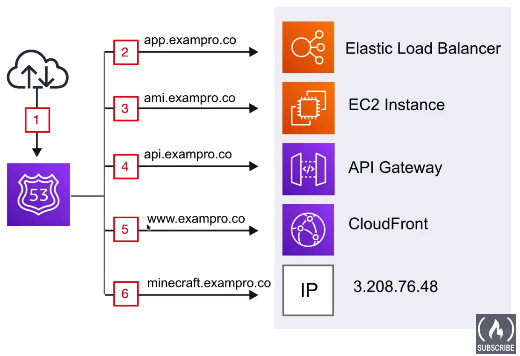 2 app.exampro.co Elastic Load Balancer
3 ami.exampro.co EC2 Instance
1
4 api.exampro.co API Gateway
53
5 www.exampro.co CloudFront
6 minecraft.exampro.co IP 3.208.76.48
SUBSCRIBE